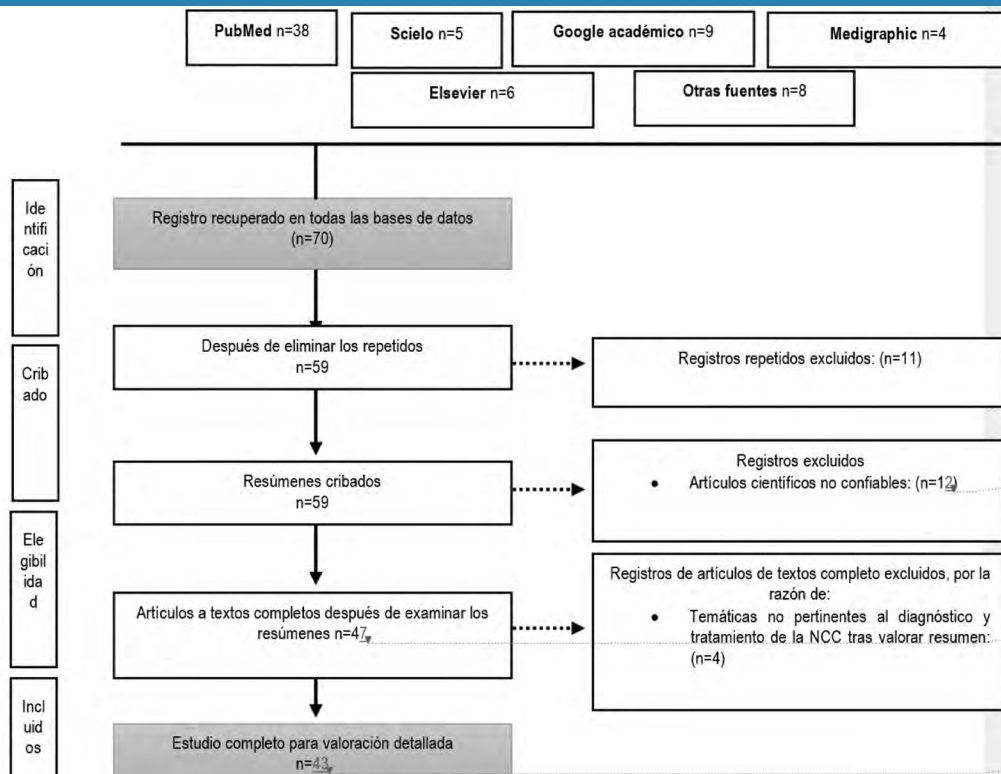 PubMed n=38
Scielo n=5
Google académico n=9
Medigraphic n=4
Elsevier n=6
Otras fuentes n=8
Ide
ntifi
caci
ón
Registro recuperado en todas las bases de datos
(n=70)
Después de eliminar los repetidos
n=59
Registros repetidos excluidos: (n=11)
Crib
ado
Resúmenes cribados
n=59
Registros excluidos
• Artículos científicos no confiables: (n=12)
Ele
gibil
ida
d
Artículos a textos completos después de examinar los
resúmenes n=47
Registros de artículos de textos completo excluidos, por la
razón de:
• Temáticas no pertinentes al diagnóstico y
tratamiento de la NCC tras valorar resumen:
(n=4)
Incl
uid
os
Estudio completo para valoración detallada
n=43